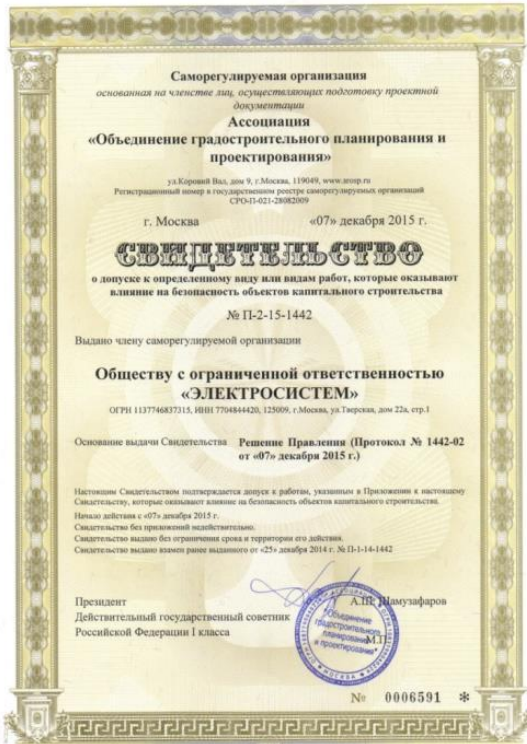 Саморегулируемая организация
основанная на членстве лиц, осуществляющих подготовку проектной
документации
Ассоциация
«Объединение градостроительного планирования и
проектирования»
ул.Коровий Вал, дом 9, г.Москва, 119049,
Регистрационный номер в государственном реестре саморегулируемых организаций
СРО-П-021-28082009
г. Москва «07» декабря 2015 г.
СВИДЕТЕЛЬСТВО
о допуске к определенному виду или видам работ, которые оказывают
влияние на безопасность объектов капитального строительства
№ П-2-15-1442
Выдано члену саморегулируемой организации
Обществу с ограниченной ответственностью
«ЭЛЕКТРОСИСТЕМ»
ОГРН 1137746837315, ИНН 7704844420, 125009, г.Москва, ул.Тверская, дом 22а, стр.1
Основание выдачи Свидетельства Решение Правления (Протокол № 1442-02
от «07» декабря 2015 г.)
Настоящим Свидетельством подтверждается допуск к работам, указанным в Приложении к настоящему
Свидетельству, которые оказывают влияние на безопасность объектов капитального строительства.
Начало действия с «07» декабря 2015 г.
Свидетельство без приложений недействительно.
Свидетельство выдано без ограничения срока и территории его действия.
Свидетельство выдано взамен ранее выданного от «25» декабря 2014 г. № П-1-14-1442
Президент А.Ш. Шамузафаров
Действительный государственный советник
Российской Федерации I класса М.П.
"Объединение
градостроительного
планирования
и проектирования"
МОСКВА
№ 0006591 *